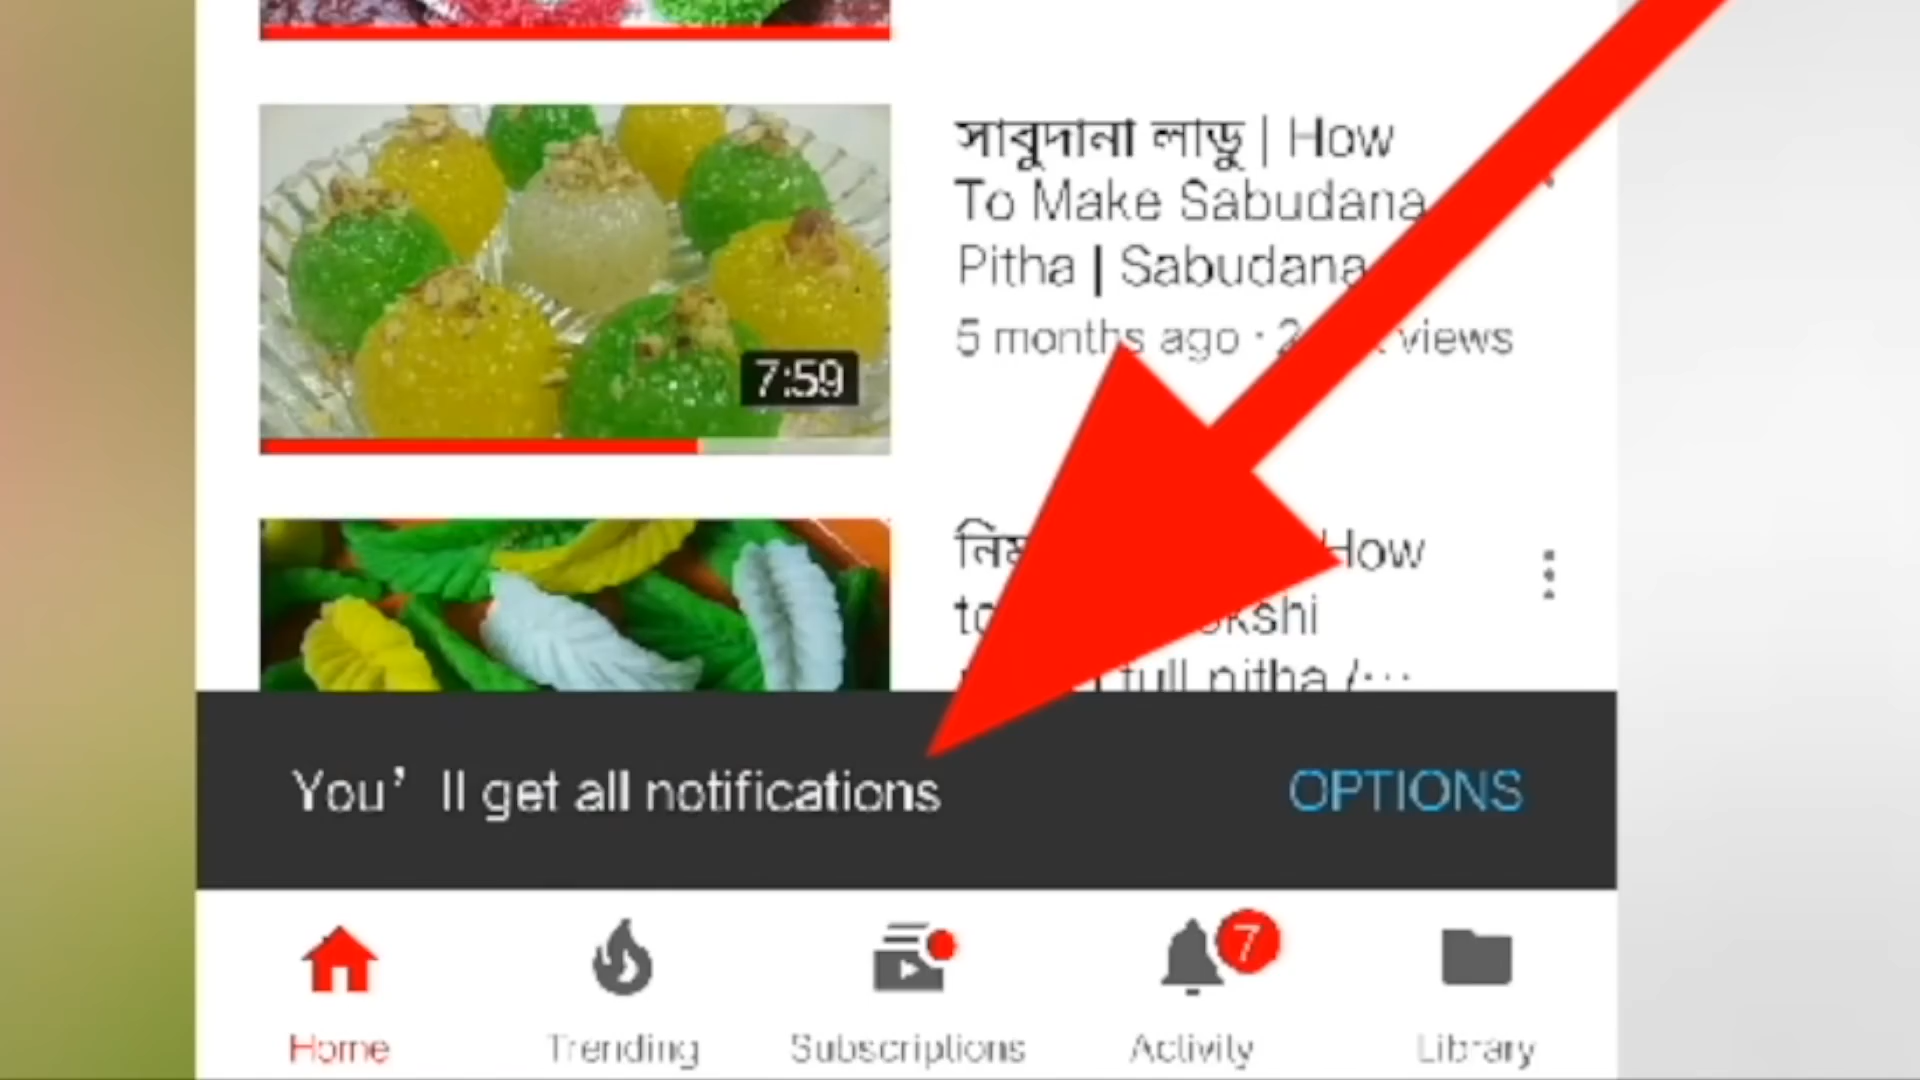 সাবুদানা লাড়ু | How
To Make Sabudana
Pitha | Sabudana
5 months ago · views
7:59
How
full pitha /...
You'll get all notifications
OPTIONS
7
Home
Trending
Subscriptions
Activity
Library